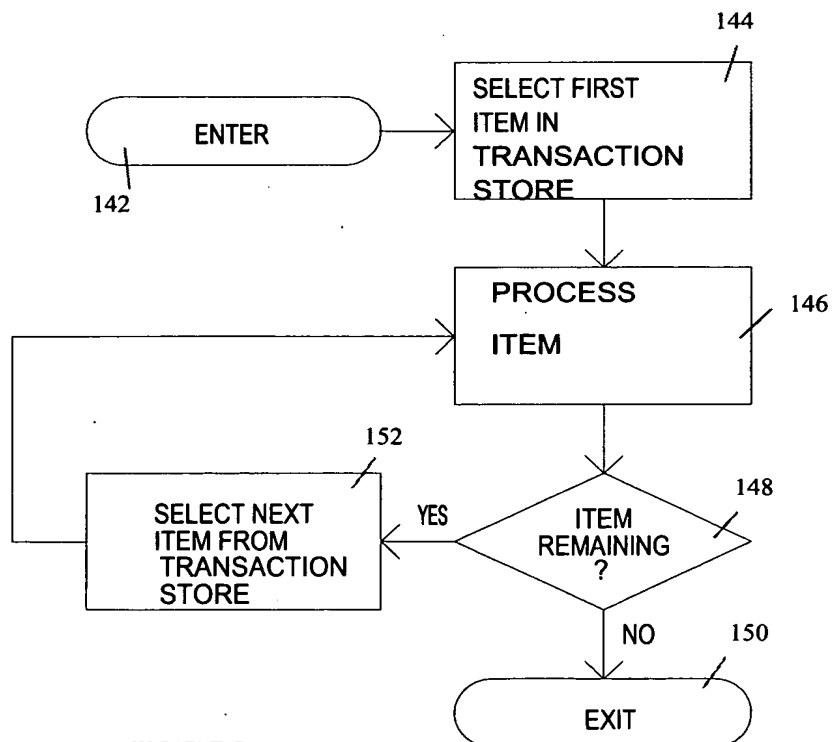 144
SELECT FIRST
ITEM IN
TRANSACTION
STORE
ENTER
142
PROCESS
ITEM
146
152
SELECT NEXT
ITEM FROM
TRANSACTION
STORE
YES
ITEM
REMAINING
?
148
NO
150
EXIT